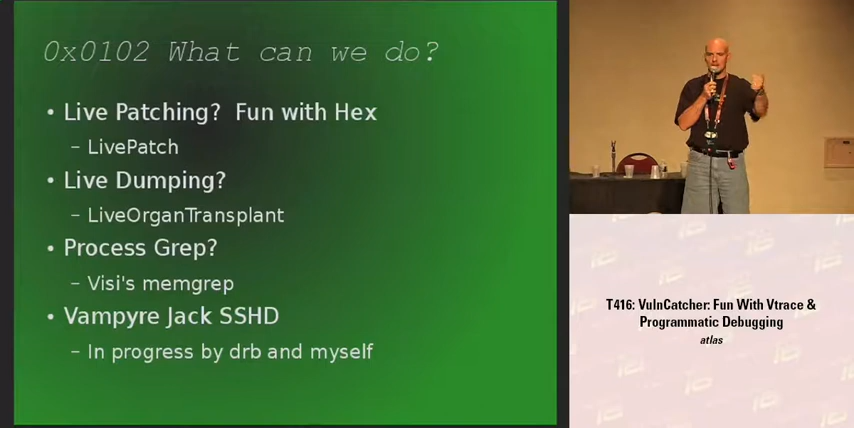 0x0102 What can we do?
• Live Patching?  Fun with Hex
– LivePatch
• Live Dumping?
– LiveOrganTransplant
• Process Grep?
– Visi's memgrep
• Vampyre Jack SSHD
– In progress by drb and myself
T416: VulnCatcher: Fun With Vtrace &
Programmatic Debugging
atlas